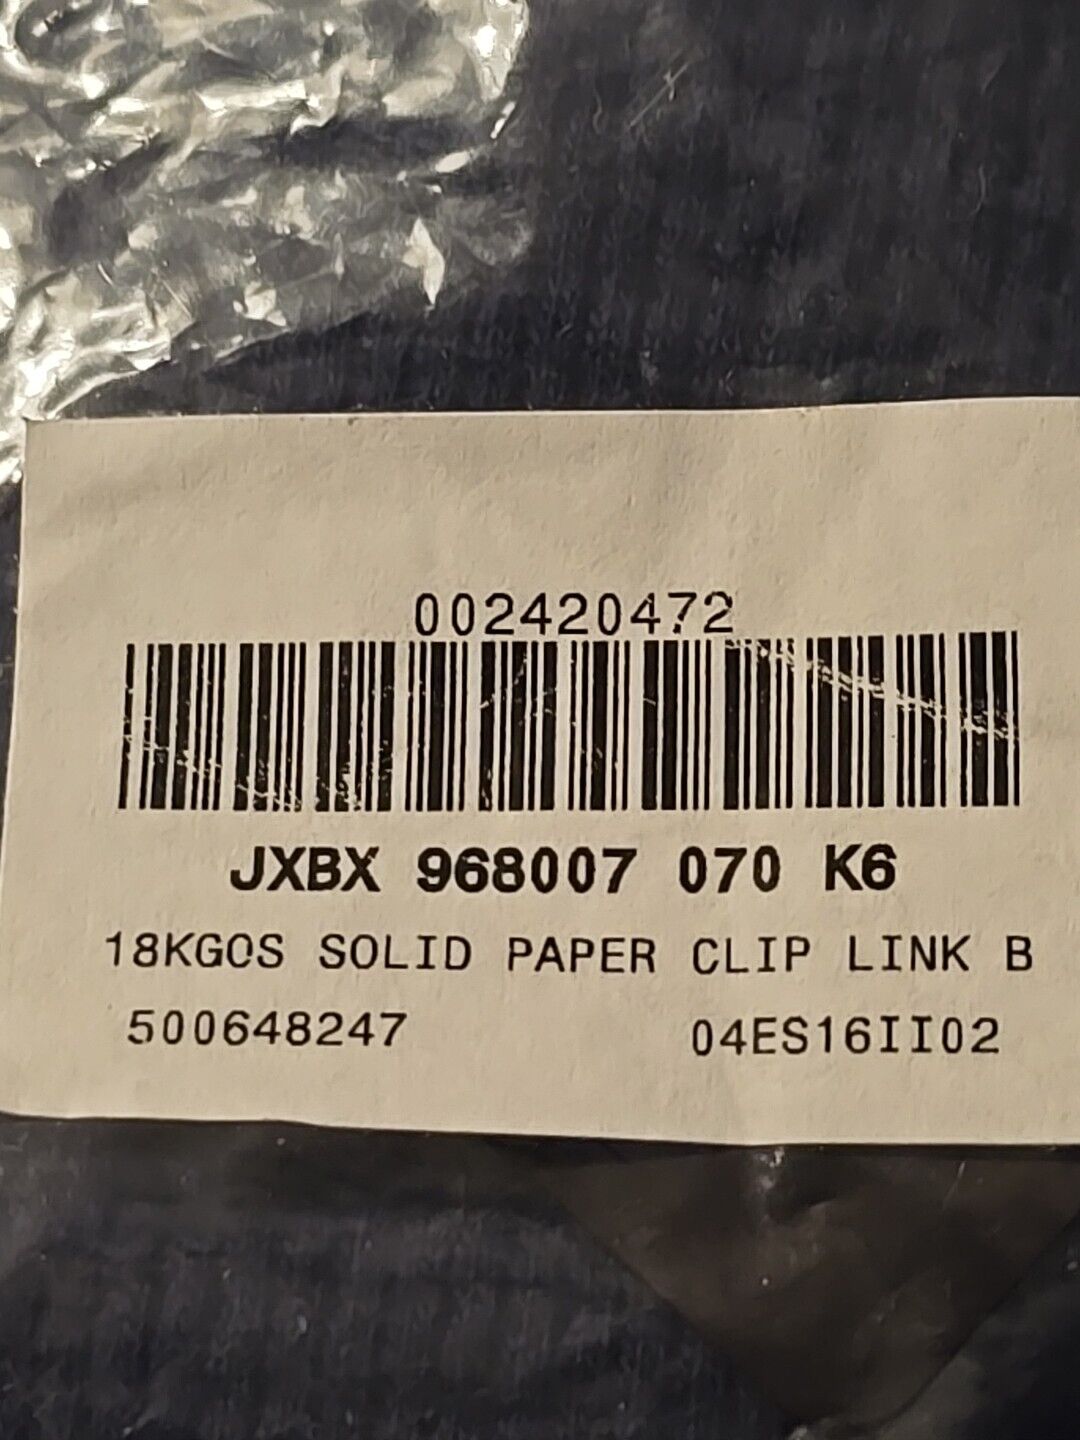 002420472
JXBX 968007 070 K6
18KGOS SOLID PAPER CLIP LINK B
500648247 04ES16II02